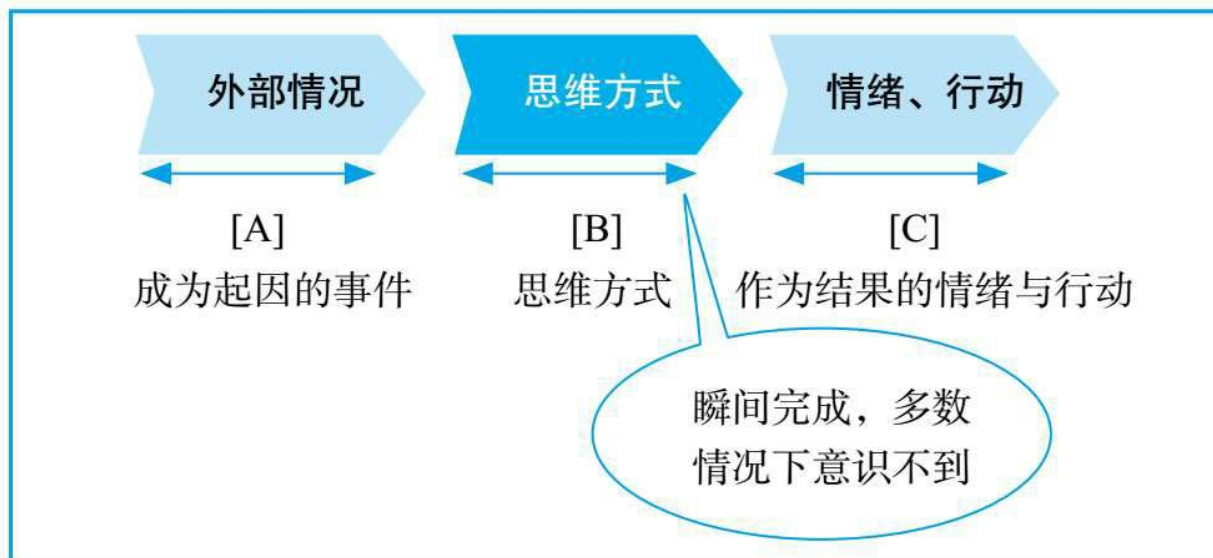 外部情况
思维方式
情绪、行动
[A]
[B]
[C]
成为起因的事件
思维方式
作为结果的情绪与行动
瞬间完成，多数
情况下意识不到